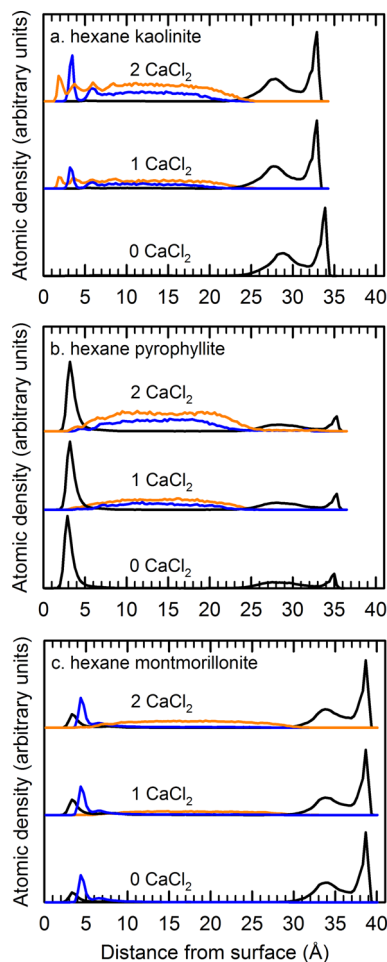 a. hexane kaolinite
2 CaCl₂
1 CaCl₂
0 CaCl₂
Atomic density (arbitrary units)
0 5 10 15 20 25 30 35 40
b. hexane pyrophyllite
2 CaCl₂
1 CaCl₂
0 CaCl₂
Atomic density (arbitrary units)
0 5 10 15 20 25 30 35 40
c. hexane montmorillonite
2 CaCl₂
1 CaCl₂
0 CaCl₂
Atomic density (arbitrary units)
0 5 10 15 20 25 30 35 40
Distance from surface (Å)